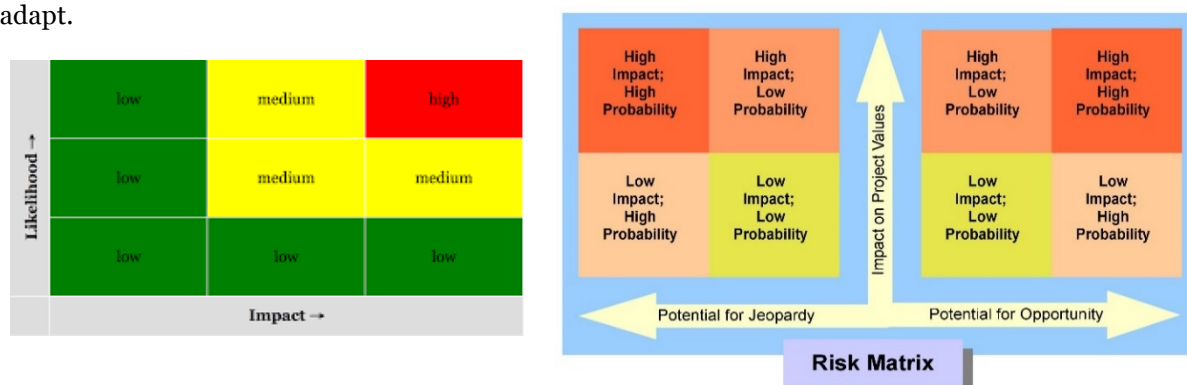 adapt.
Likelihood →
low medium high
low medium medium
low low low
Impact →
High
Impact;
High
Probability
High
Impact;
Low
Probability
Low
Impact;
High
Probability
Low
Impact;
Low
Probability
Impact on Project Values
High
Impact;
Low
Probability
High
Impact;
High
Probability
Low
Impact;
Low
Probability
Low
Impact;
High
Probability
Potential for Jeopardy
Potential for Opportunity
Risk Matrix